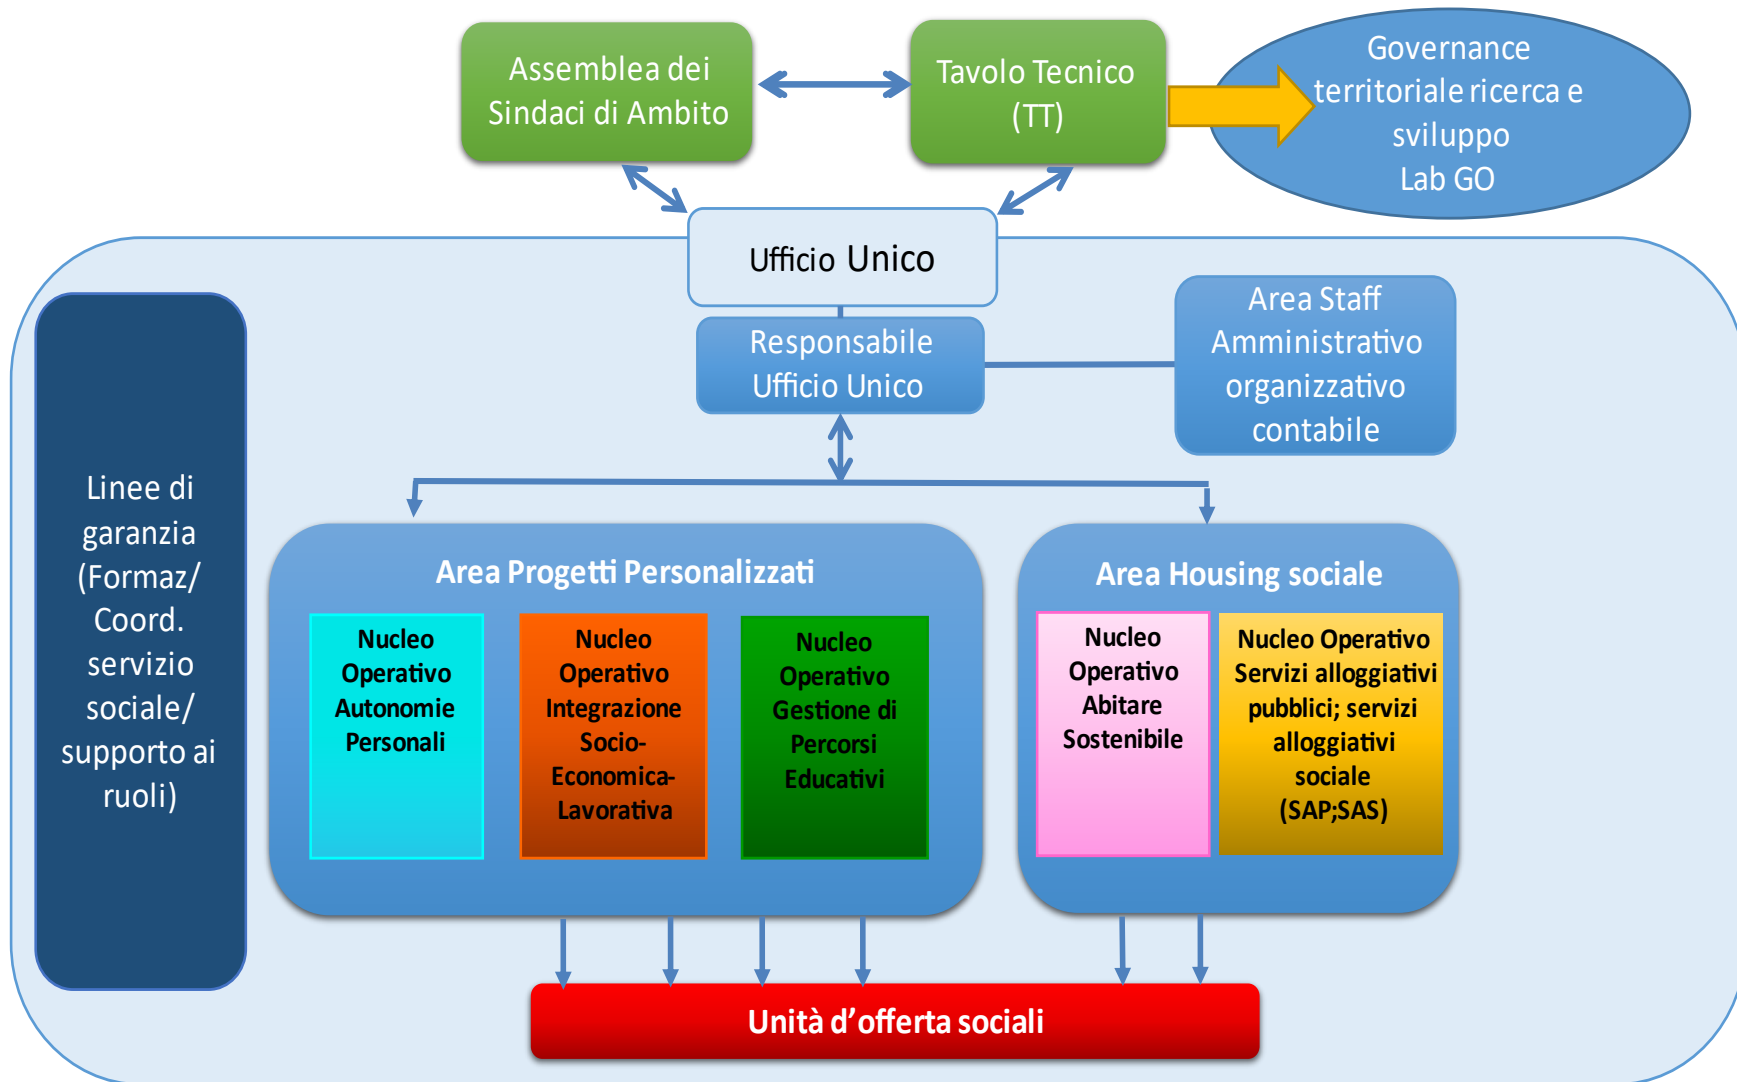 Assemblea dei
Sindaci di Ambito
Tavolo Tecnico
(TT)
Governance
territoriale ricerca e
sviluppo
Lab GO
Ufficio Unico
Responsabile
Ufficio Unico
Area Staff
Amministrativo
organizzativo
contabile
Linee di
garanzia
(Formaz/
Coord.
servizio
sociale/
supporto ai
ruoli)
Area Progetti Personalizzati
Nucleo
Operativo
Autonomie
Personali
Nucleo
Operativo
Integrazione
Socio-
Economica-
Lavorativa
Nucleo
Operativo
Gestione di
Percorsi
Educativi
Area Housing sociale
Nucleo
Operativo
Abitare
Sostenibile
Nucleo Operativo
Servizi alloggiativi
pubblici; servizi
alloggiativi
sociale
(SAP;SAS)
Unità d'offerta sociali